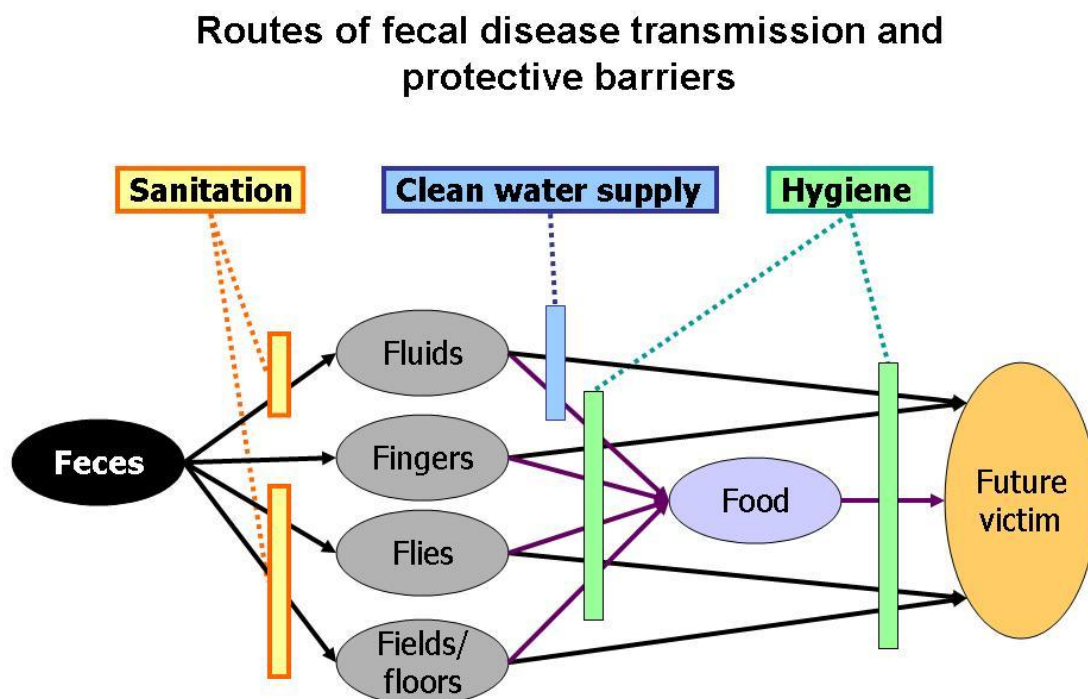 Routes of fecal disease transmission and
protective barriers
Sanitation
Clean water supply
Hygiene
Feces
Fluids
Fingers
Flies
Fields/
floors
Food
Future
victim